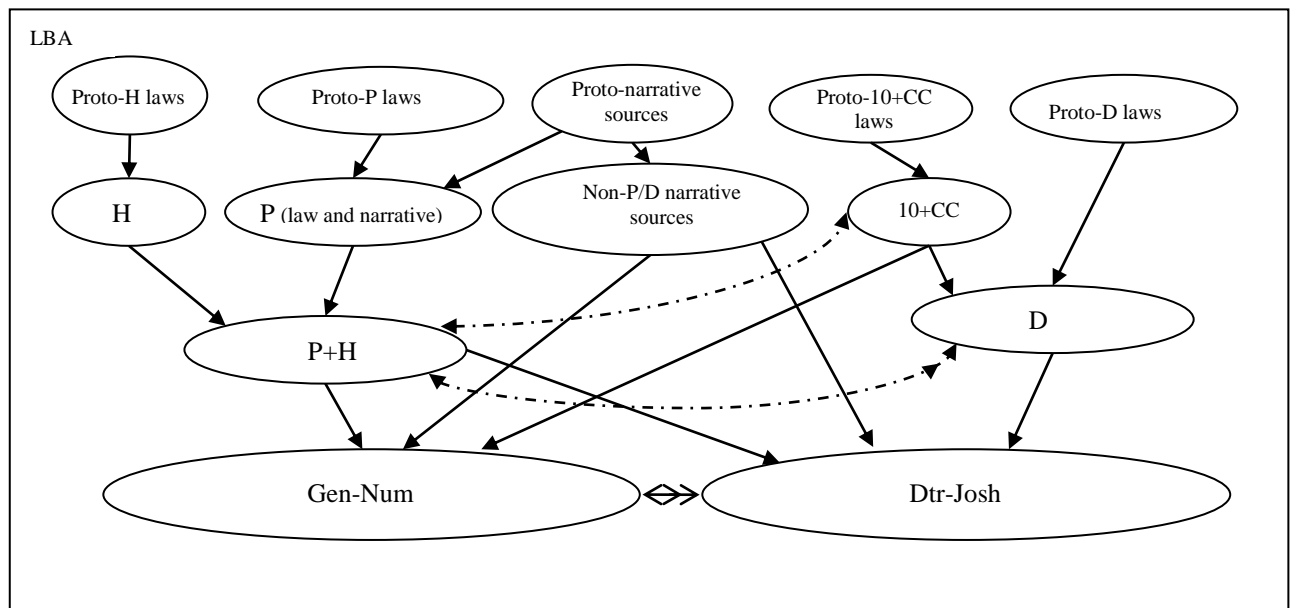 LBA
Proto-H laws
Proto-P laws
Proto-narrative
sources
Proto-10+CC
laws
Proto-D laws
H
P (law and narrative)
Non-P/D narrative
sources
10+CC
P+H
D
Gen-Num
Dtr-Josh